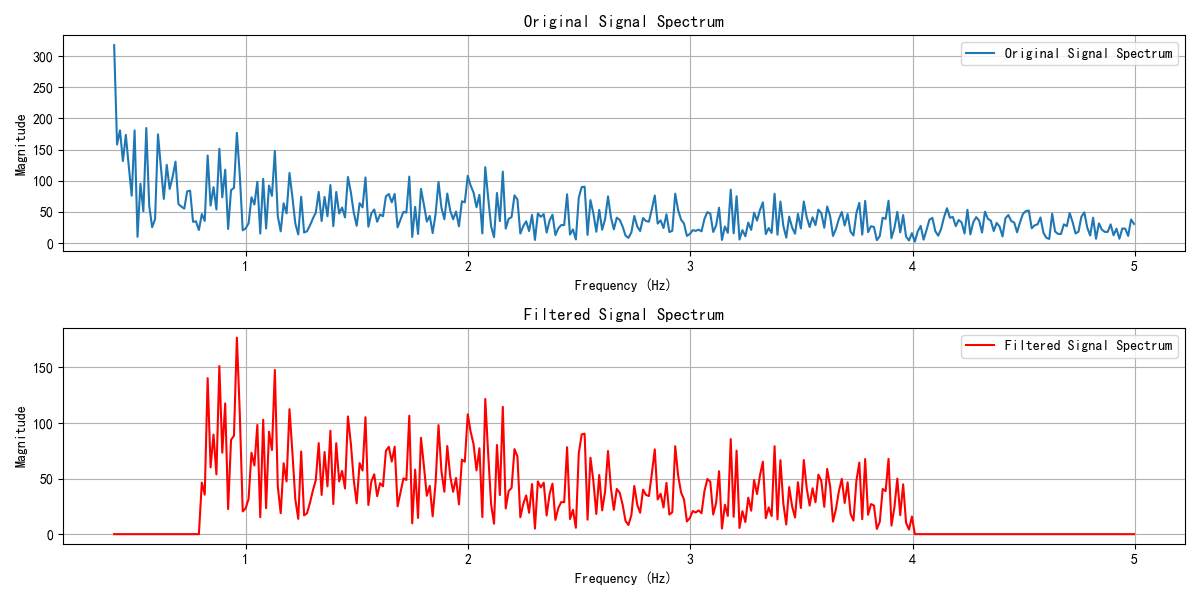 Original Signal Spectrum
Original Signal Spectrum
Magnitude
300
250
200
150
100
50
0
1
2
3
4
5
Frequency (Hz)
Filtered Signal Spectrum
Filtered Signal Spectrum
Magnitude
150
100
50
0
1
2
3
4
5
Frequency (Hz)